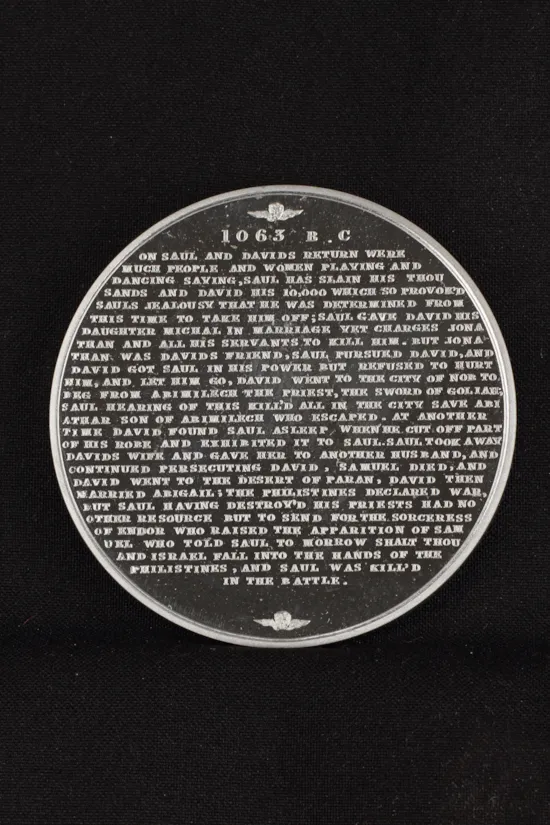 1063 B.C
ON SAUL AND DAVIDS RETURN WERE
MUCH PEOPLE AND WOMEN PLAYING AND
DANCING SAYING, SAUL HAS SLAIN HIS THOU
SANDS AND DAVID HIS 10,000 WHICH SO PROVOK'D
SAULS JEALOUSY THAT HE WAS DETERMINED FROM
THIS TIME TO TAKE HIM OFF; SAUL GAVE DAVID HIS
DAUGHTER MICHAL IN MARRIAGE YET CHARGES JONA
THAN AND ALL HIS SERVANTS TO KILL HIM. BUT JONA
THAN WAS DAVIDS FRIEND, SAUL PURSUED DAVID, AND
DAVID GOT SAUL IN HIS POWER BUT REFUSED TO HURT
HIM, AND LET HIM GO, DAVID WENT TO THE CITY OF NOB TO
BEG FROM ABIMILECH THE PRIEST, THE SWORD OF GOLIAH,
SAUL HEARING OF THIS KILL'D ALL IN THE CITY SAVE ABI
ATHAR SON OF ABIMILECH WHO ESCAPED. AT ANOTHER
TIME DAVID FOUND SAUL ASLEEP WHEN HE CUT OFF PART
OF HIS ROBE AND EXHIBITED IT TO SAUL. SAUL TOOK AWAY
DAVIDS WIFE AND GAVE HER TO ANOTHER HUSBAND, AND
CONTINUED PERSECUTING DAVID, SAMUEL DIED, AND
DAVID WENT TO THE DESERT OF PARAN, DAVID THEN
MARRIED ABIGAIL; THE PHILISTINES DECLARED WAR,
BUT SAUL HAVING DESTROY'D HIS PRIESTS HAD NO
OTHER RESOURCE BUT TO SEND FOR THE SORCERESS
OF ENDOR WHO RAISED THE APPARITION OF SAM
UEL WHO TOLD SAUL TO MORROW SHALT THOU
AND ISRAEL FALL INTO THE HANDS OF THE
PHILISTINES, AND SAUL WAS KILL'D
IN THE BATTLE.